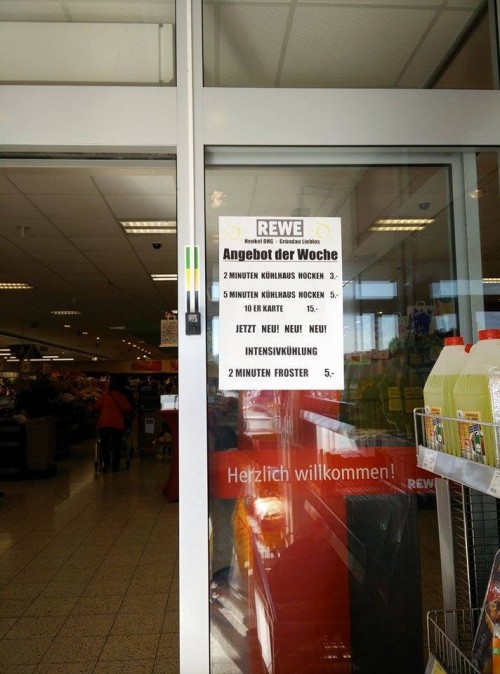 REWE
Henkel OHG - Gründau Lieblos
Angebot der Woche
2 MINUTEN KÜHLHAUS HOCKEN 3,-
5 MINUTEN KÜHLHAUS HOCKEN 5,-
10 ER KARTE 15,-
JETZT NEU! NEU! NEU!
INTENSIVKÜHLUNG
2 MINUTEN FROSTER 5,-
Herzlich willkommen!
REWE